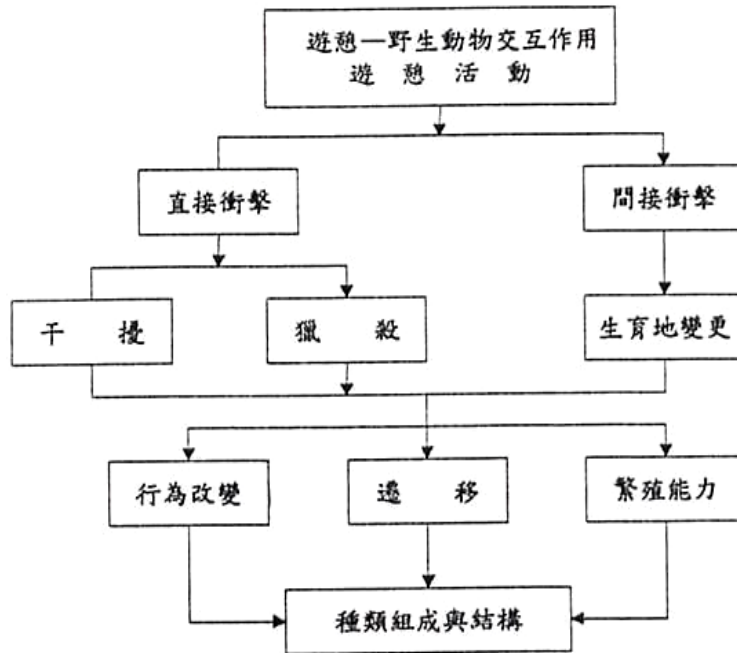 遊憩—野生動物交互作用
遊憩活動
直接衝擊
間接衝擊
干擾
獵殺
生育地變更
行為改變
遷移
繁殖能力
種類組成與結構